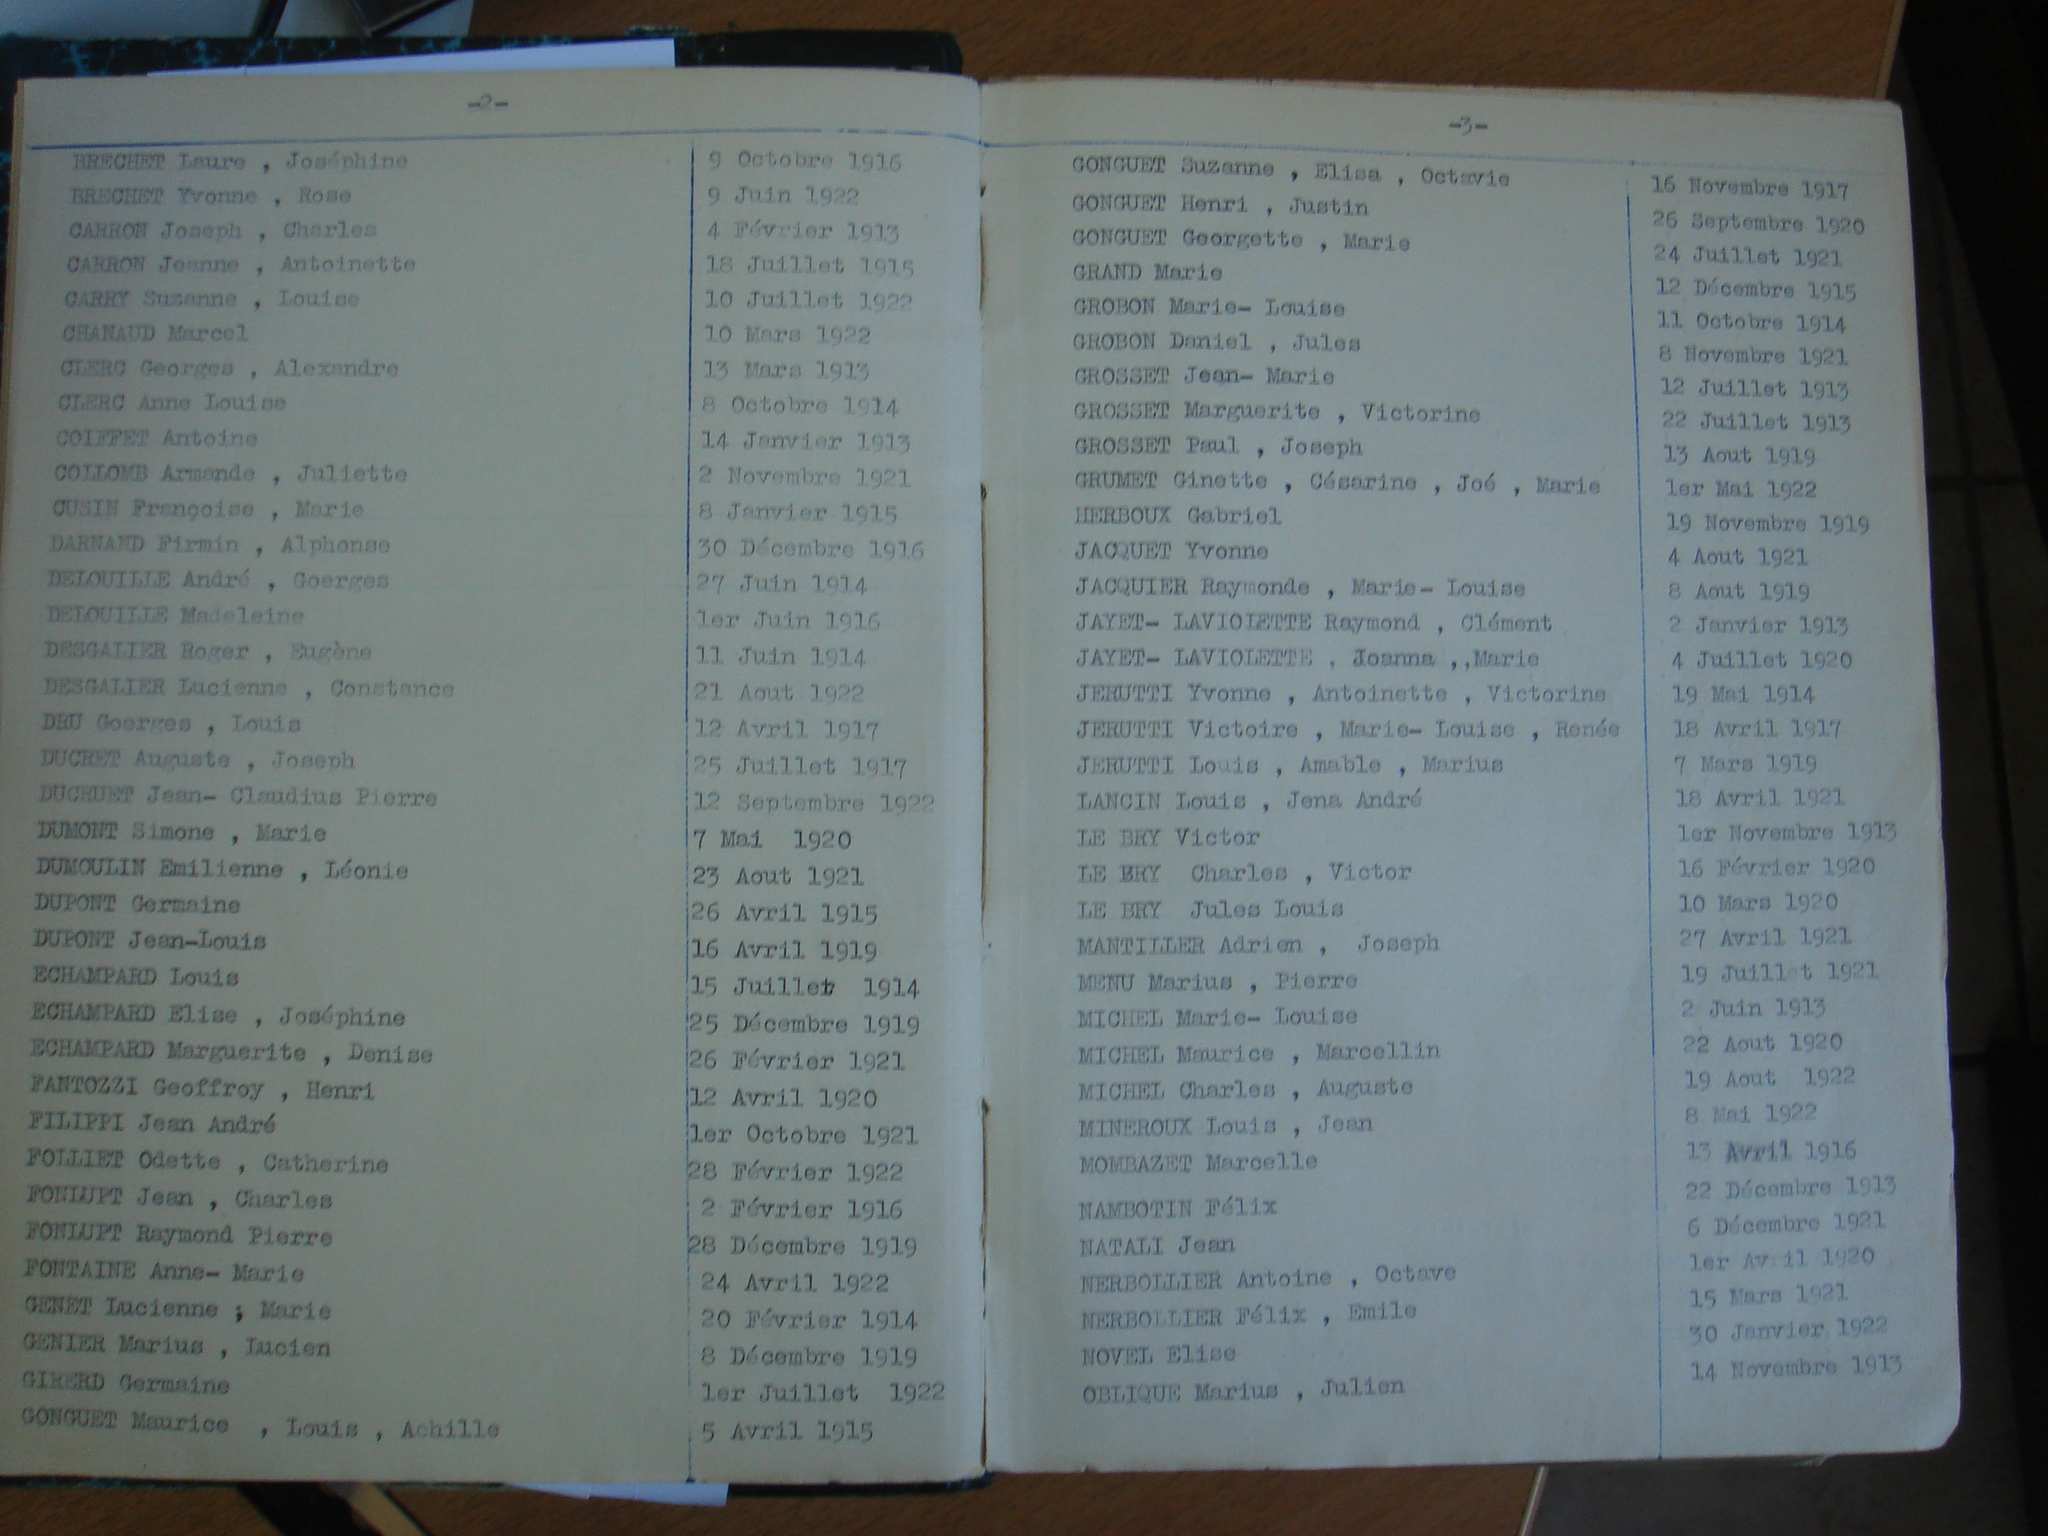 -2-
BRECHET Laure , Joséphine 9 Octobre 1916
BRECHET Yvonne , Rose 9 Juin 1922
CARRON Joseph , Charles 4 Février 1913
CARRON Jeanne , Antoinette 18 Juillet 1915
CARRY Suzanne , Louise 10 Juillet 1922
CHANAUD Marcel 10 Mars 1922
CLERC Georges , Alexandre 13 Mars 1913
CLERC Anne Louise 8 Octobre 1914
COIFFET Antoine 14 Janvier 1913
COLLOMB Armande , Juliette 2 Novembre 1921
CUSIN Françoise , Marie 8 Janvier 1915
DARNAND Firmin , Alphonse 30 Décembre 1916
DELOUILLE André , Goerges 27 Juin 1914
DELOUILLE Madeleine 1er Juin 1916
DESGALIER Roger , Eugène 11 Juin 1914
DESGALIER Lucienne , Constance 21 Aout 1922
DRU Goerges , Louis 12 Avril 1917
DUCRET Auguste , Joseph 25 Juillet 1917
DUCRUET Jean- Claudius Pierre 12 Septembre 1922
DUMONT Simone , Marie 7 Mai 1920
DUMOULIN Emilienne , Léonie 23 Aout 1921
DUPONT Germaine 26 Avril 1915
DUPONT Jean-Louis 16 Avril 1919
ECHAMPARD Louis 15 Juillet 1914
ECHAMPARD Elise , Joséphine 25 Décembre 1919
ECHAMPARD Marguerite , Denise 26 Février 1921
FANTOZZI Geoffroy , Henri 12 Avril 1920
FILIPPI Jean André 1er Octobre 1921
FOLLIET Odette , Catherine 28 Février 1922
FONLUPT Jean , Charles 2 Février 1916
FONLUPT Raymond Pierre 28 Décembre 1919
FONTAINE Anne- Marie 24 Avril 1922
GENET Lucienne ; Marie 20 Février 1914
GENIER Marius , Lucien 8 Décembre 1919
GIRERD Germaine 1er Juillet 1922
GONGUET Maurice , Louis , Achille 5 Avril 1915
-3-
GONGUET Suzanne , Elisa , Octavie 16 Novembre 1917
GONGUET Henri , Justin 26 Septembre 1920
GONGUET Georgette , Marie 24 Juillet 1921
GRAND Marie 12 Décembre 1915
GROBON Marie- Louise 11 Octobre 1914
GROBON Daniel , Jules 8 Novembre 1921
GROSSET Jean- Marie 12 Juillet 1913
GROSSET Marguerite , Victorine 22 Juillet 1913
GROSSET Paul , Joseph 13 Aout 1919
GRUMET Ginette , Césarine , Joé , Marie 1er Mai 1922
HERBOUX Gabriel 19 Novembre 1919
JACQUET Yvonne 4 Aout 1921
JACQUIER Raymonde , Marie- Louise 8 Aout 1919
JAYET- LAVIOLETTE Raymond , Clément 2 Janvier 1913
JAYET- LAVIOLETTE , Joanna ,,Marie 4 Juillet 1920
JERUTTI Yvonne , Antoinette , Victorine 19 Mai 1914
JERUTTI Victoire , Marie- Louise , Renée 18 Avril 1917
JERUTTI Louis , Amable , Marius 7 Mars 1919
LANCIN Louis , Jena André 18 Avril 1921
LE BRY Victor 1er Novembre 1913
LE BRY Charles , Victor 16 Février 1920
LE BRY Jules Louis 10 Mars 1920
MANTILLER Adrien , Joseph 27 Avril 1921
MENU Marius , Pierre 19 Juillet 1921
MICHEL Marie- Louise 2 Juin 1913
MICHEL Maurice , Marcellin 22 Aout 1920
MICHEL Charles , Auguste 19 Aout 1922
MINEROUX Louis , Jean 8 Mai 1922
MOMBAZET Marcelle 13 Avril 1916
NAMBOTIN Félix 22 Décembre 1913
NATALI Jean 6 Décembre 1921
NERBOLLIER Antoine , Octave 1er Avril 1920
NERBOLLIER Félix , Emile 15 Mars 1921
NOVEL Elise 30 Janvier 1922
OBLIQUE Marius , Julien 14 Novembre 1913